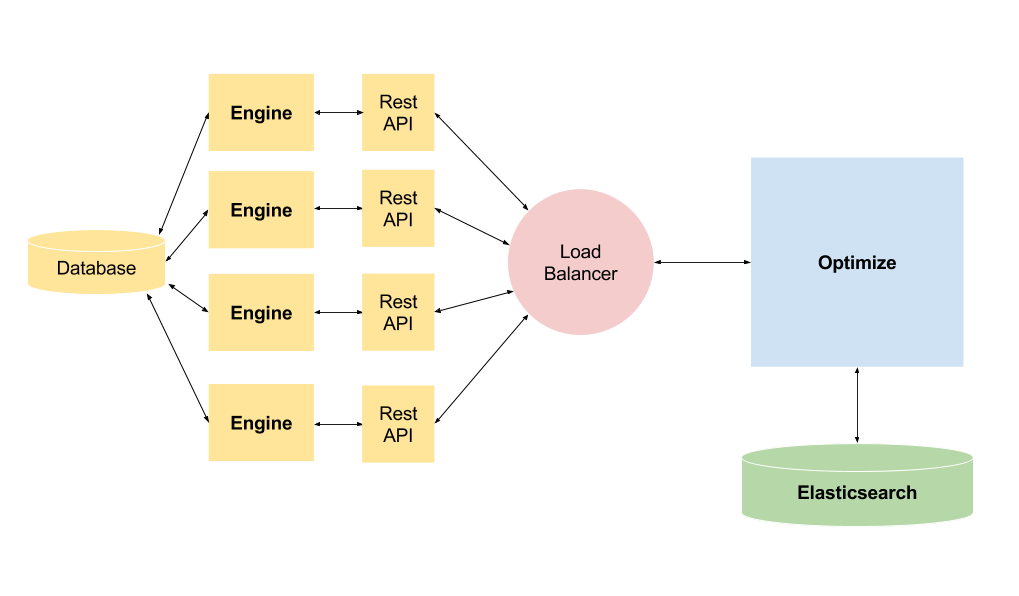 Engine
Rest
API
Engine
Rest
API
Database
Engine
Rest
API
Engine
Rest
API
Load
Balancer
Optimize
Elasticsearch